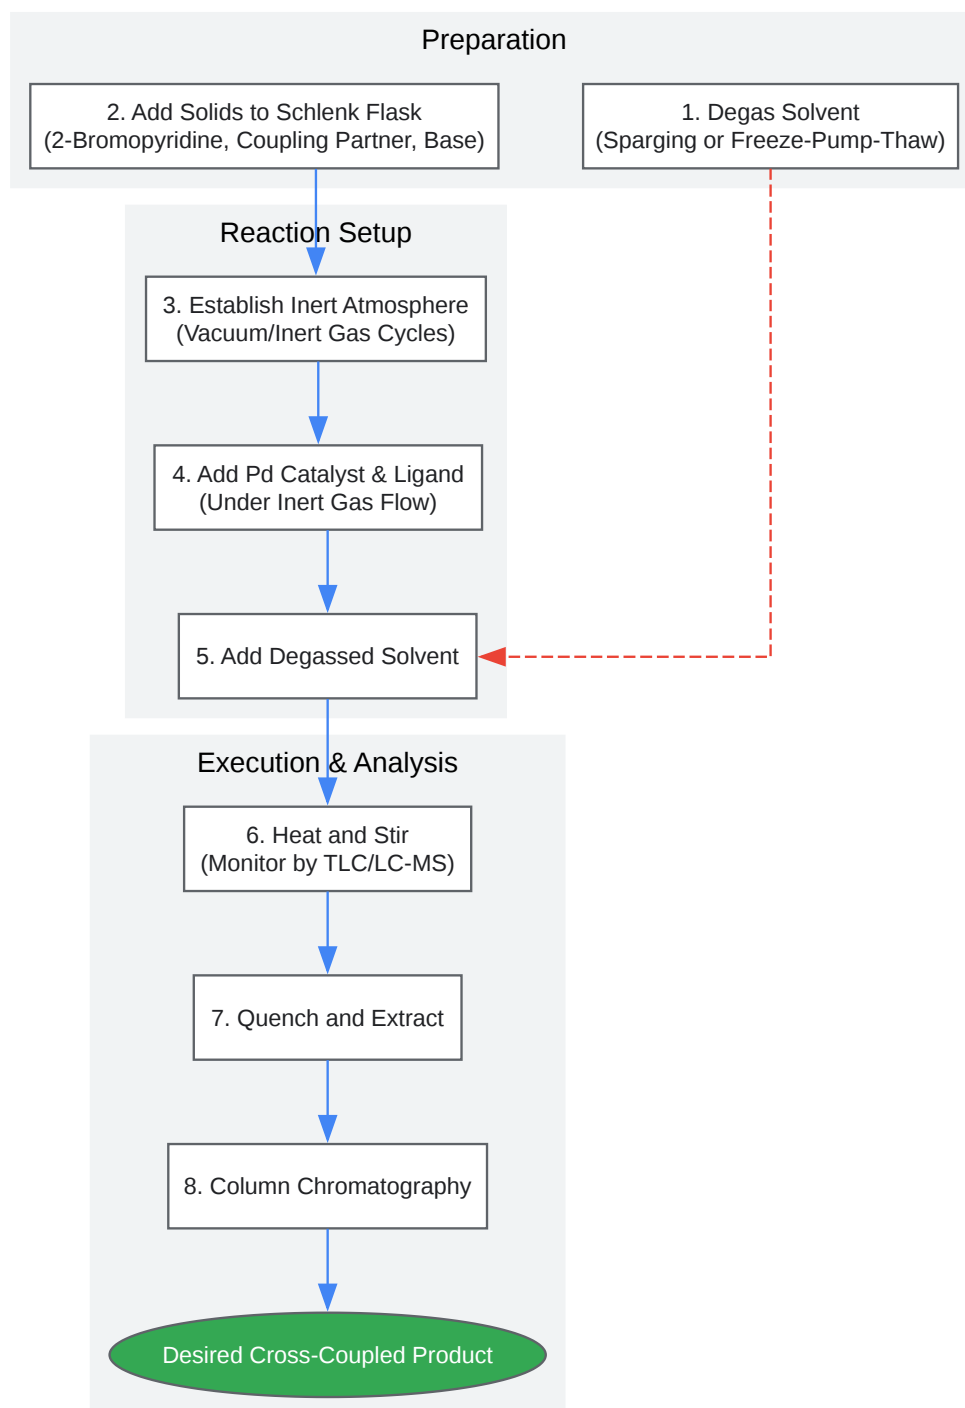 Preparation
2. Add Solids to Schlenk Flask
(2-Bromopyridine, Coupling Partner, Base)
1. Degas Solvent
(Sparging or Freeze-Pump-Thaw)
Reaction Setup
3. Establish Inert Atmosphere
(Vacuum/Inert Gas Cycles)
4. Add Pd Catalyst & Ligand
(Under Inert Gas Flow)
5. Add Degassed Solvent
Execution & Analysis
6. Heat and Stir
(Monitor by TLC/LC-MS)
7. Quench and Extract
8. Column Chromatography
Desired Cross-Coupled Product